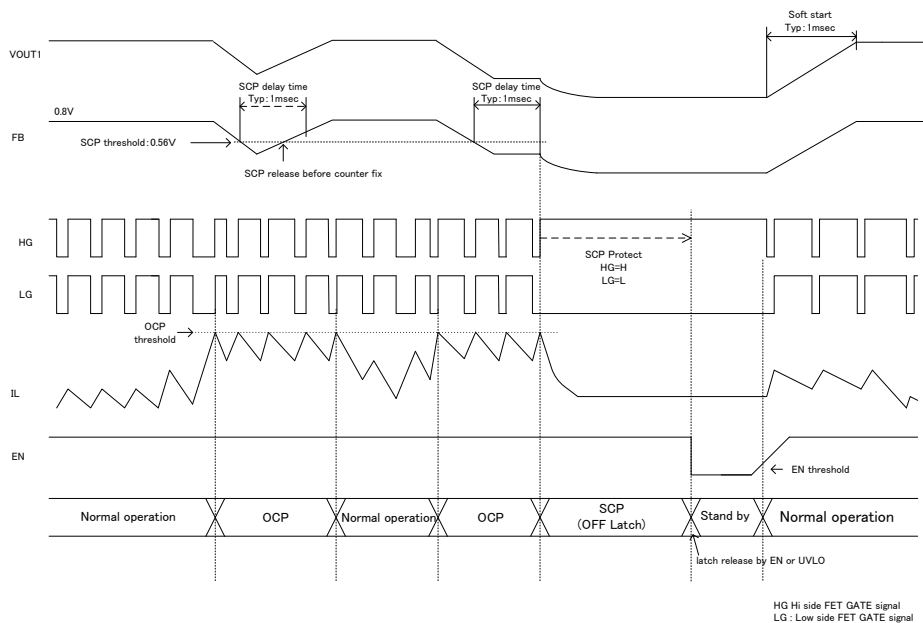 Soft start
Typ: 1msec
VOUT1
SCP delay time
Typ: 1msec
SCP delay time
Typ: 1msec
0.8V
FB
SCP threshold: 0.56V
SCP release before counter fix
HG
SCP Protect
HG=H
LG=L
LG
OCP
threshold
IL
EN
EN threshold
Normal operation
OCP
Normal operation
OCP
SCP
(OFF Latch)
Stand by
Normal operation
latch release by EN or UVLO
HG Hi side FET GATE signal
LG : Low side FET GATE signal